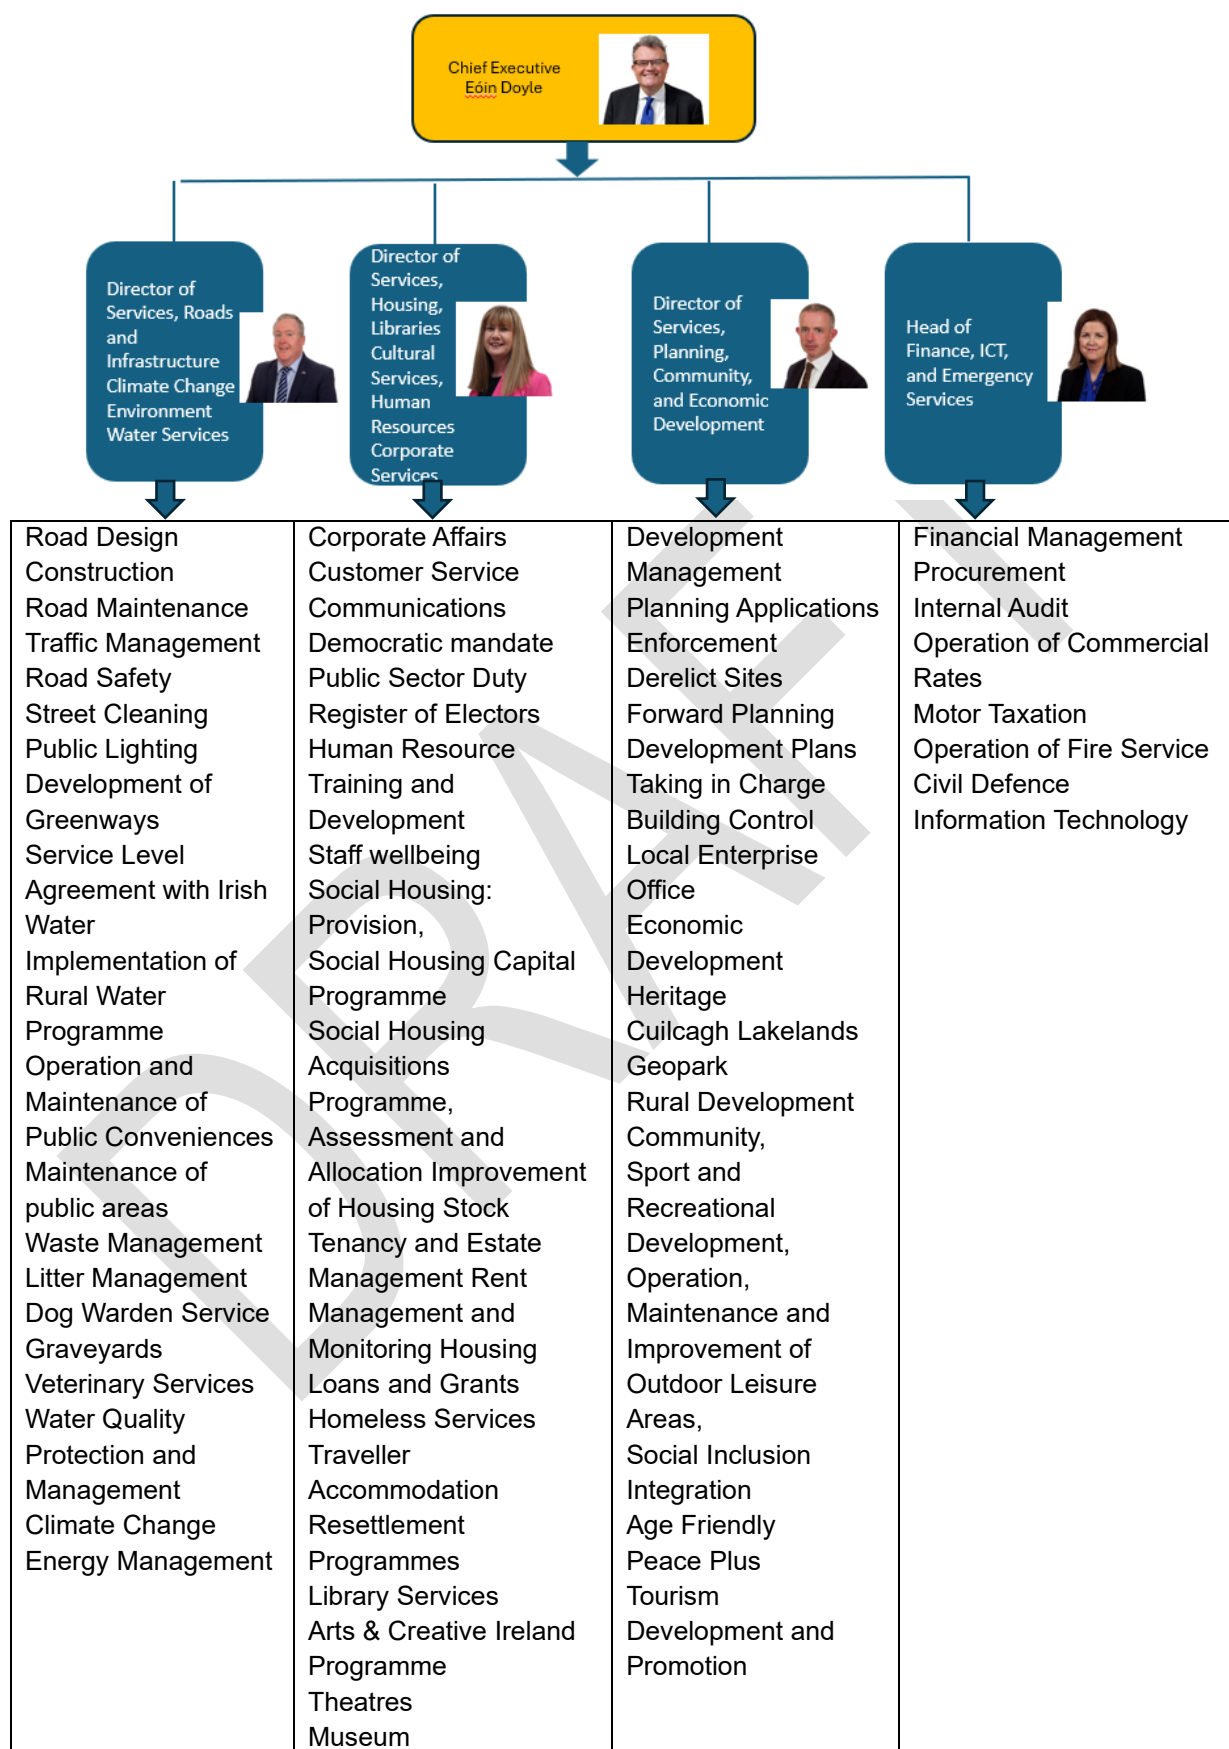 Chief Executive
Eóin Doyle
Director of
Services, Roads
and
Infrastructure
Climate Change
Environment
Water Services
Director of
Services,
Housing,
Libraries
Cultural
Services,
Human
Resources
Corporate
Services
Director of
Services,
Planning,
Community,
and Economic
Development
Head of
Finance, ICT,
and Emergency
Services
Road Design
Construction
Road Maintenance
Traffic Management
Road Safety
Street Cleaning
Public Lighting
Development of
Greenways
Service Level
Agreement with Irish
Water
Implementation of
Rural Water
Programme
Operation and
Maintenance of
Public Conveniences
Maintenance of
public areas
Waste Management
Litter Management
Dog Warden Service
Graveyards
Veterinary Services
Water Quality
Protection and
Management
Climate Change
Energy Management
Corporate Affairs
Customer Service
Communications
Democratic mandate
Public Sector Duty
Register of Electors
Human Resource
Training and
Development
Staff wellbeing
Social Housing:
Provision,
Social Housing Capital
Programme
Social Housing
Acquisitions
Programme,
Assessment and
Allocation Improvement
of Housing Stock
Tenancy and Estate
Management Rent
Management and
Monitoring Housing
Loans and Grants
Homeless Services
Traveller
Accommodation
Resettlement
Programmes
Library Services
Arts & Creative Ireland
Programme
Theatres
Museum
Development
Management
Planning Applications
Enforcement
Derelict Sites
Forward Planning
Development Plans
Taking in Charge
Building Control
Local Enterprise
Office
Economic
Development
Heritage
Cuilcagh Lakelands
Geopark
Rural Development
Community,
Sport and
Recreational
Development,
Operation,
Maintenance and
Improvement of
Outdoor Leisure
Areas,
Social Inclusion
Integration
Age Friendly
Peace Plus
Tourism
Development and
Promotion
Financial Management
Procurement
Internal Audit
Operation of Commercial
Rates
Motor Taxation
Operation of Fire Service
Civil Defence
Information Technology
DRAFT